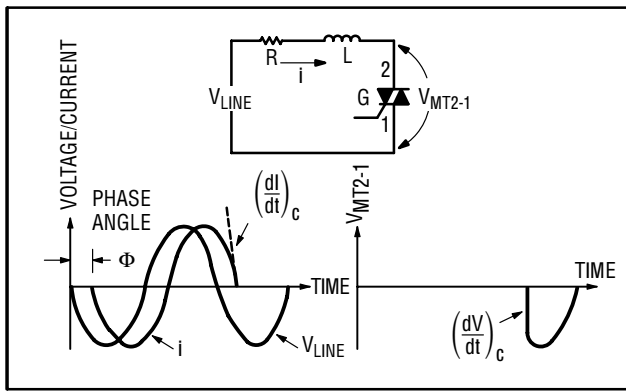 R
L
i
2
V_LINE
G
V_MT2-1
1
VOLTAGE/CURRENT
PHASE
ANGLE
Φ
(dI/dt)_c
TIME
i
V_LINE
V_MT2-1
TIME
(dV/dt)_c